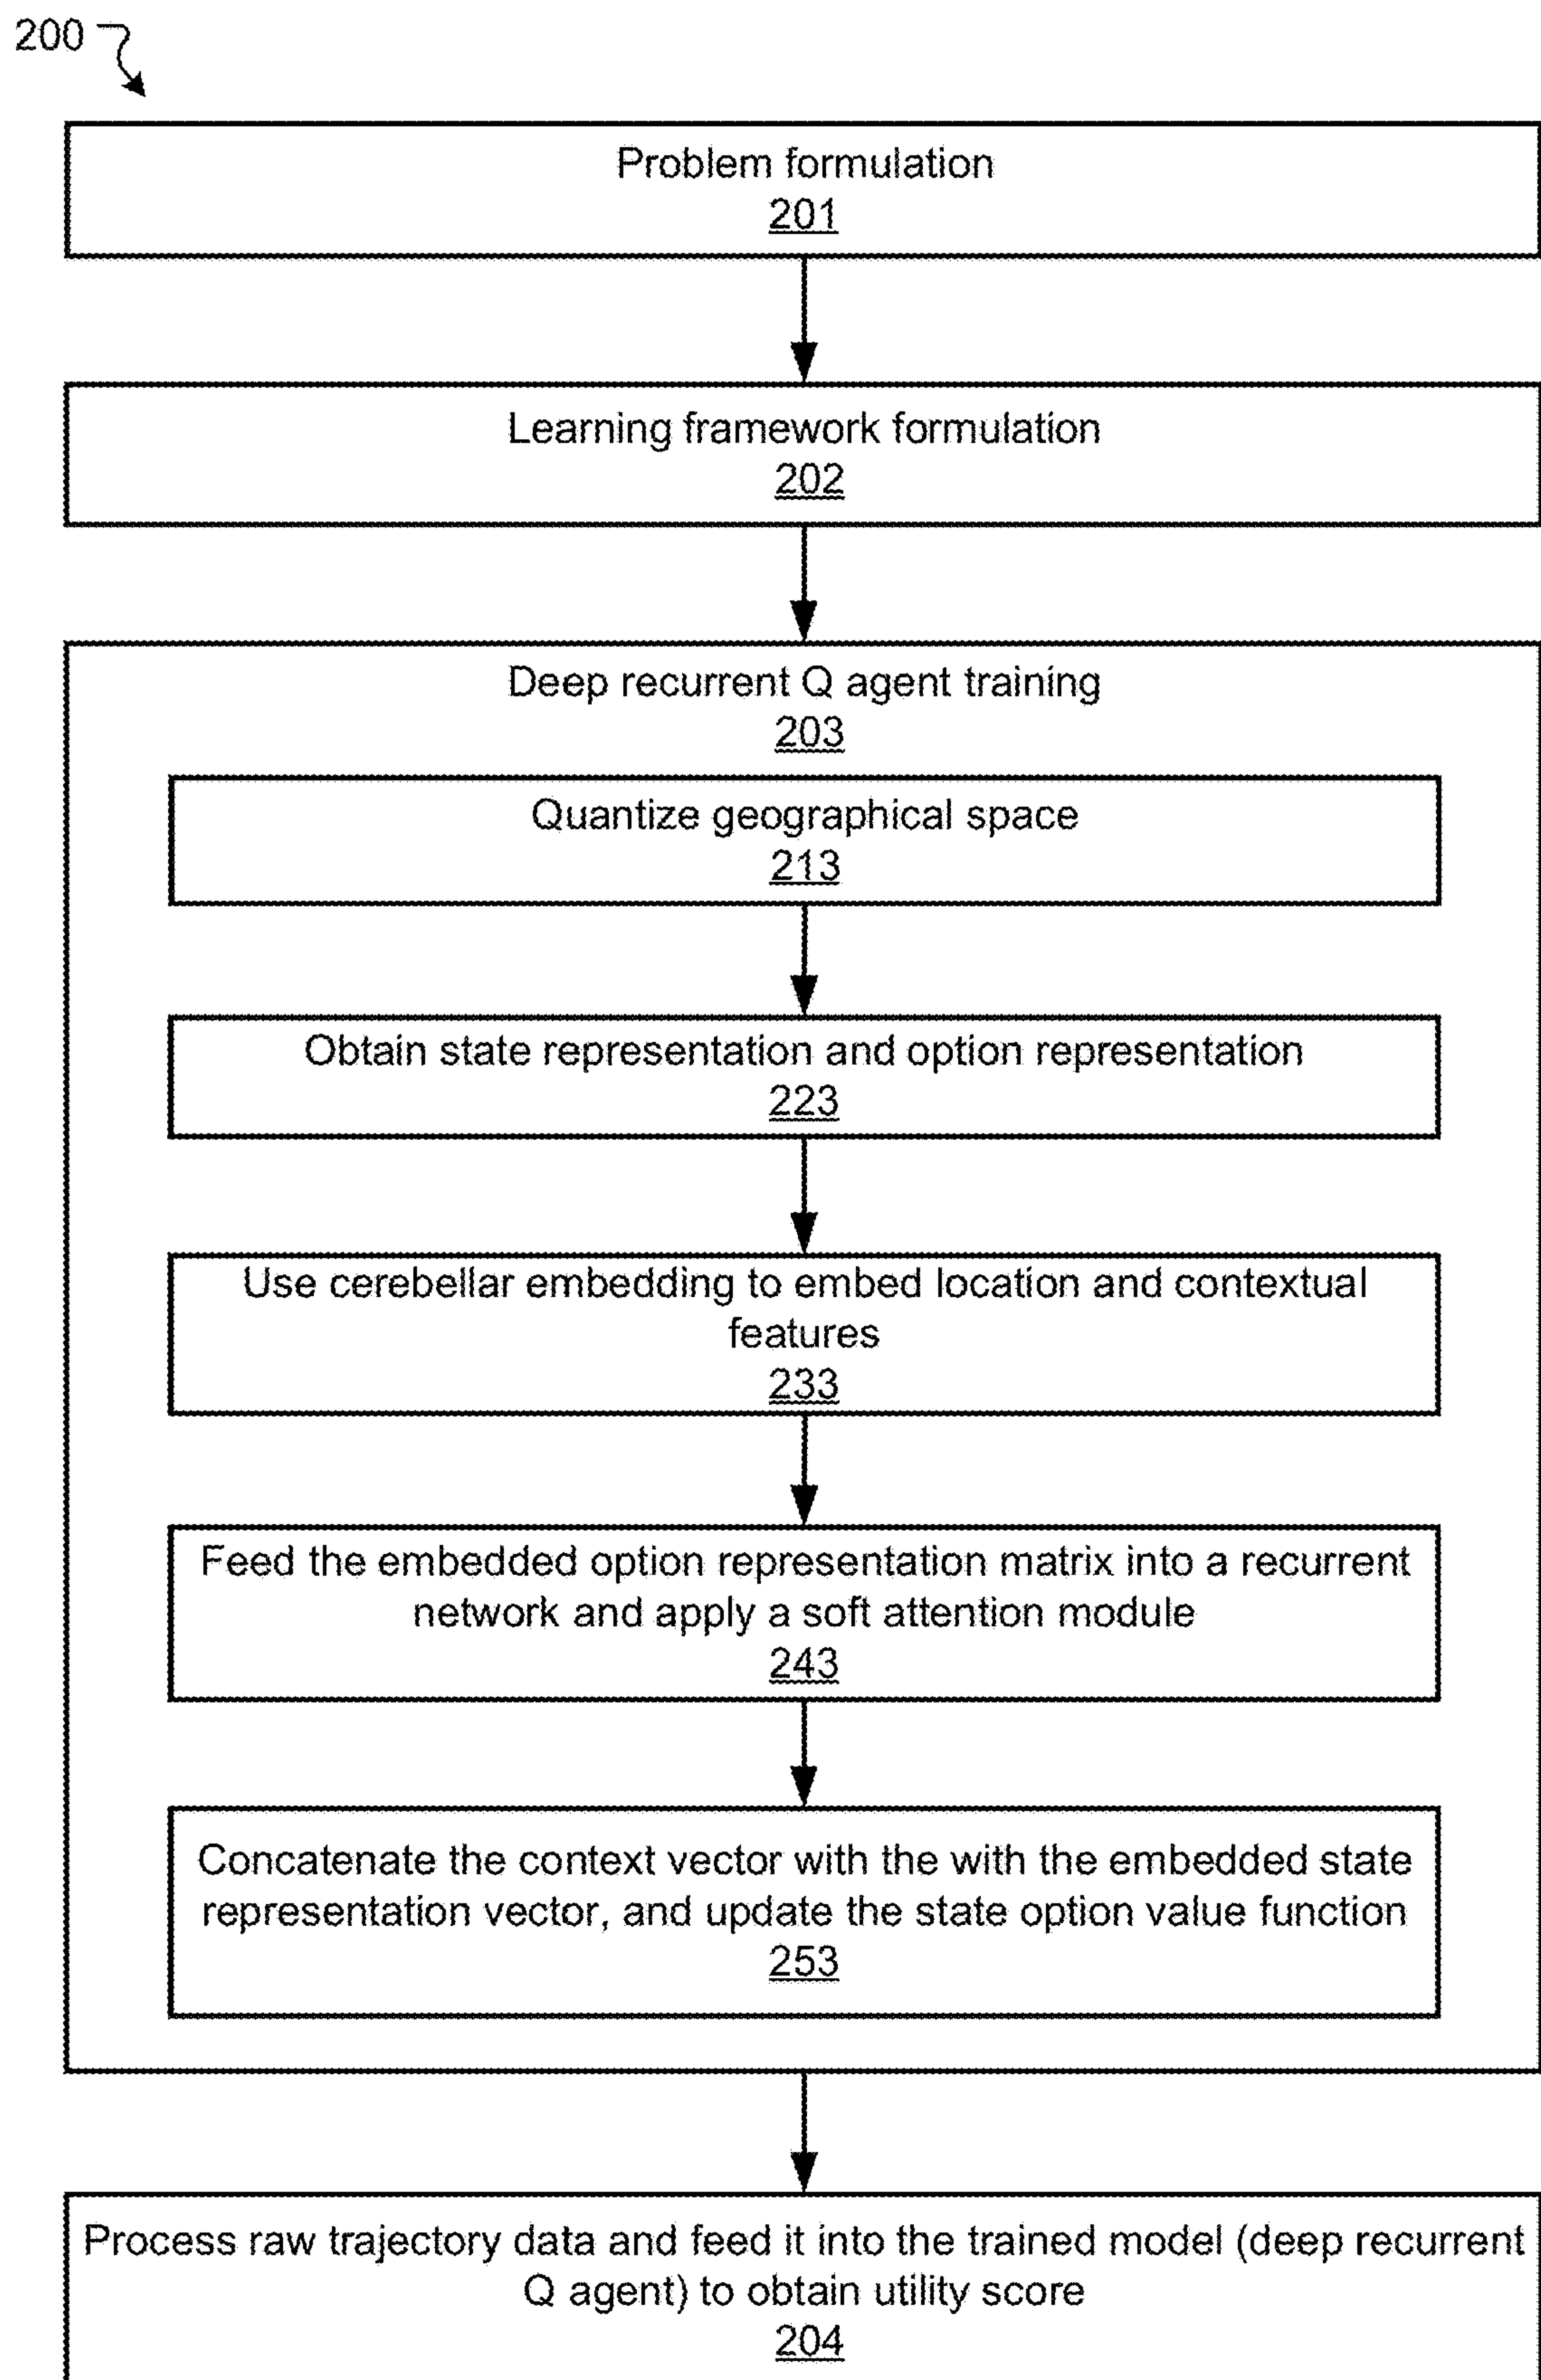 200
Problem formulation
201
Learning framework formulation
202
Deep recurrent Q agent training
203
Quantize geographical space
213
Obtain state representation and option representation
223
Use cerebellar embedding to embed location and contextual
features
233
Feed the embedded option representation matrix into a recurrent
network and apply a soft attention module
243
Concatenate the context vector with the with the embedded state
representation vector, and update the state option value function
253
Process raw trajectory data and feed it into the trained model (deep recurrent
Q agent) to obtain utility score
204